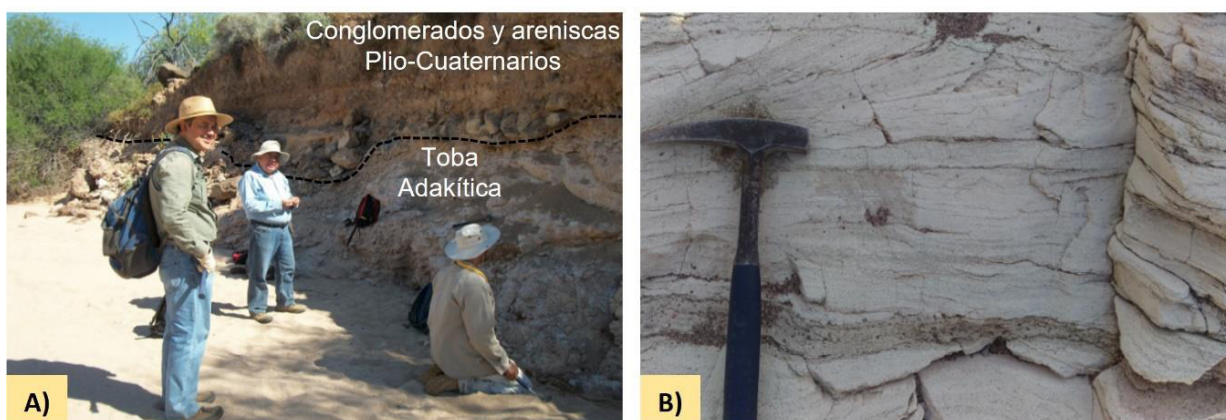 Conglomerados y areniscas
Plio-Cuaternarios
Toba
Adakítica
A)
B)